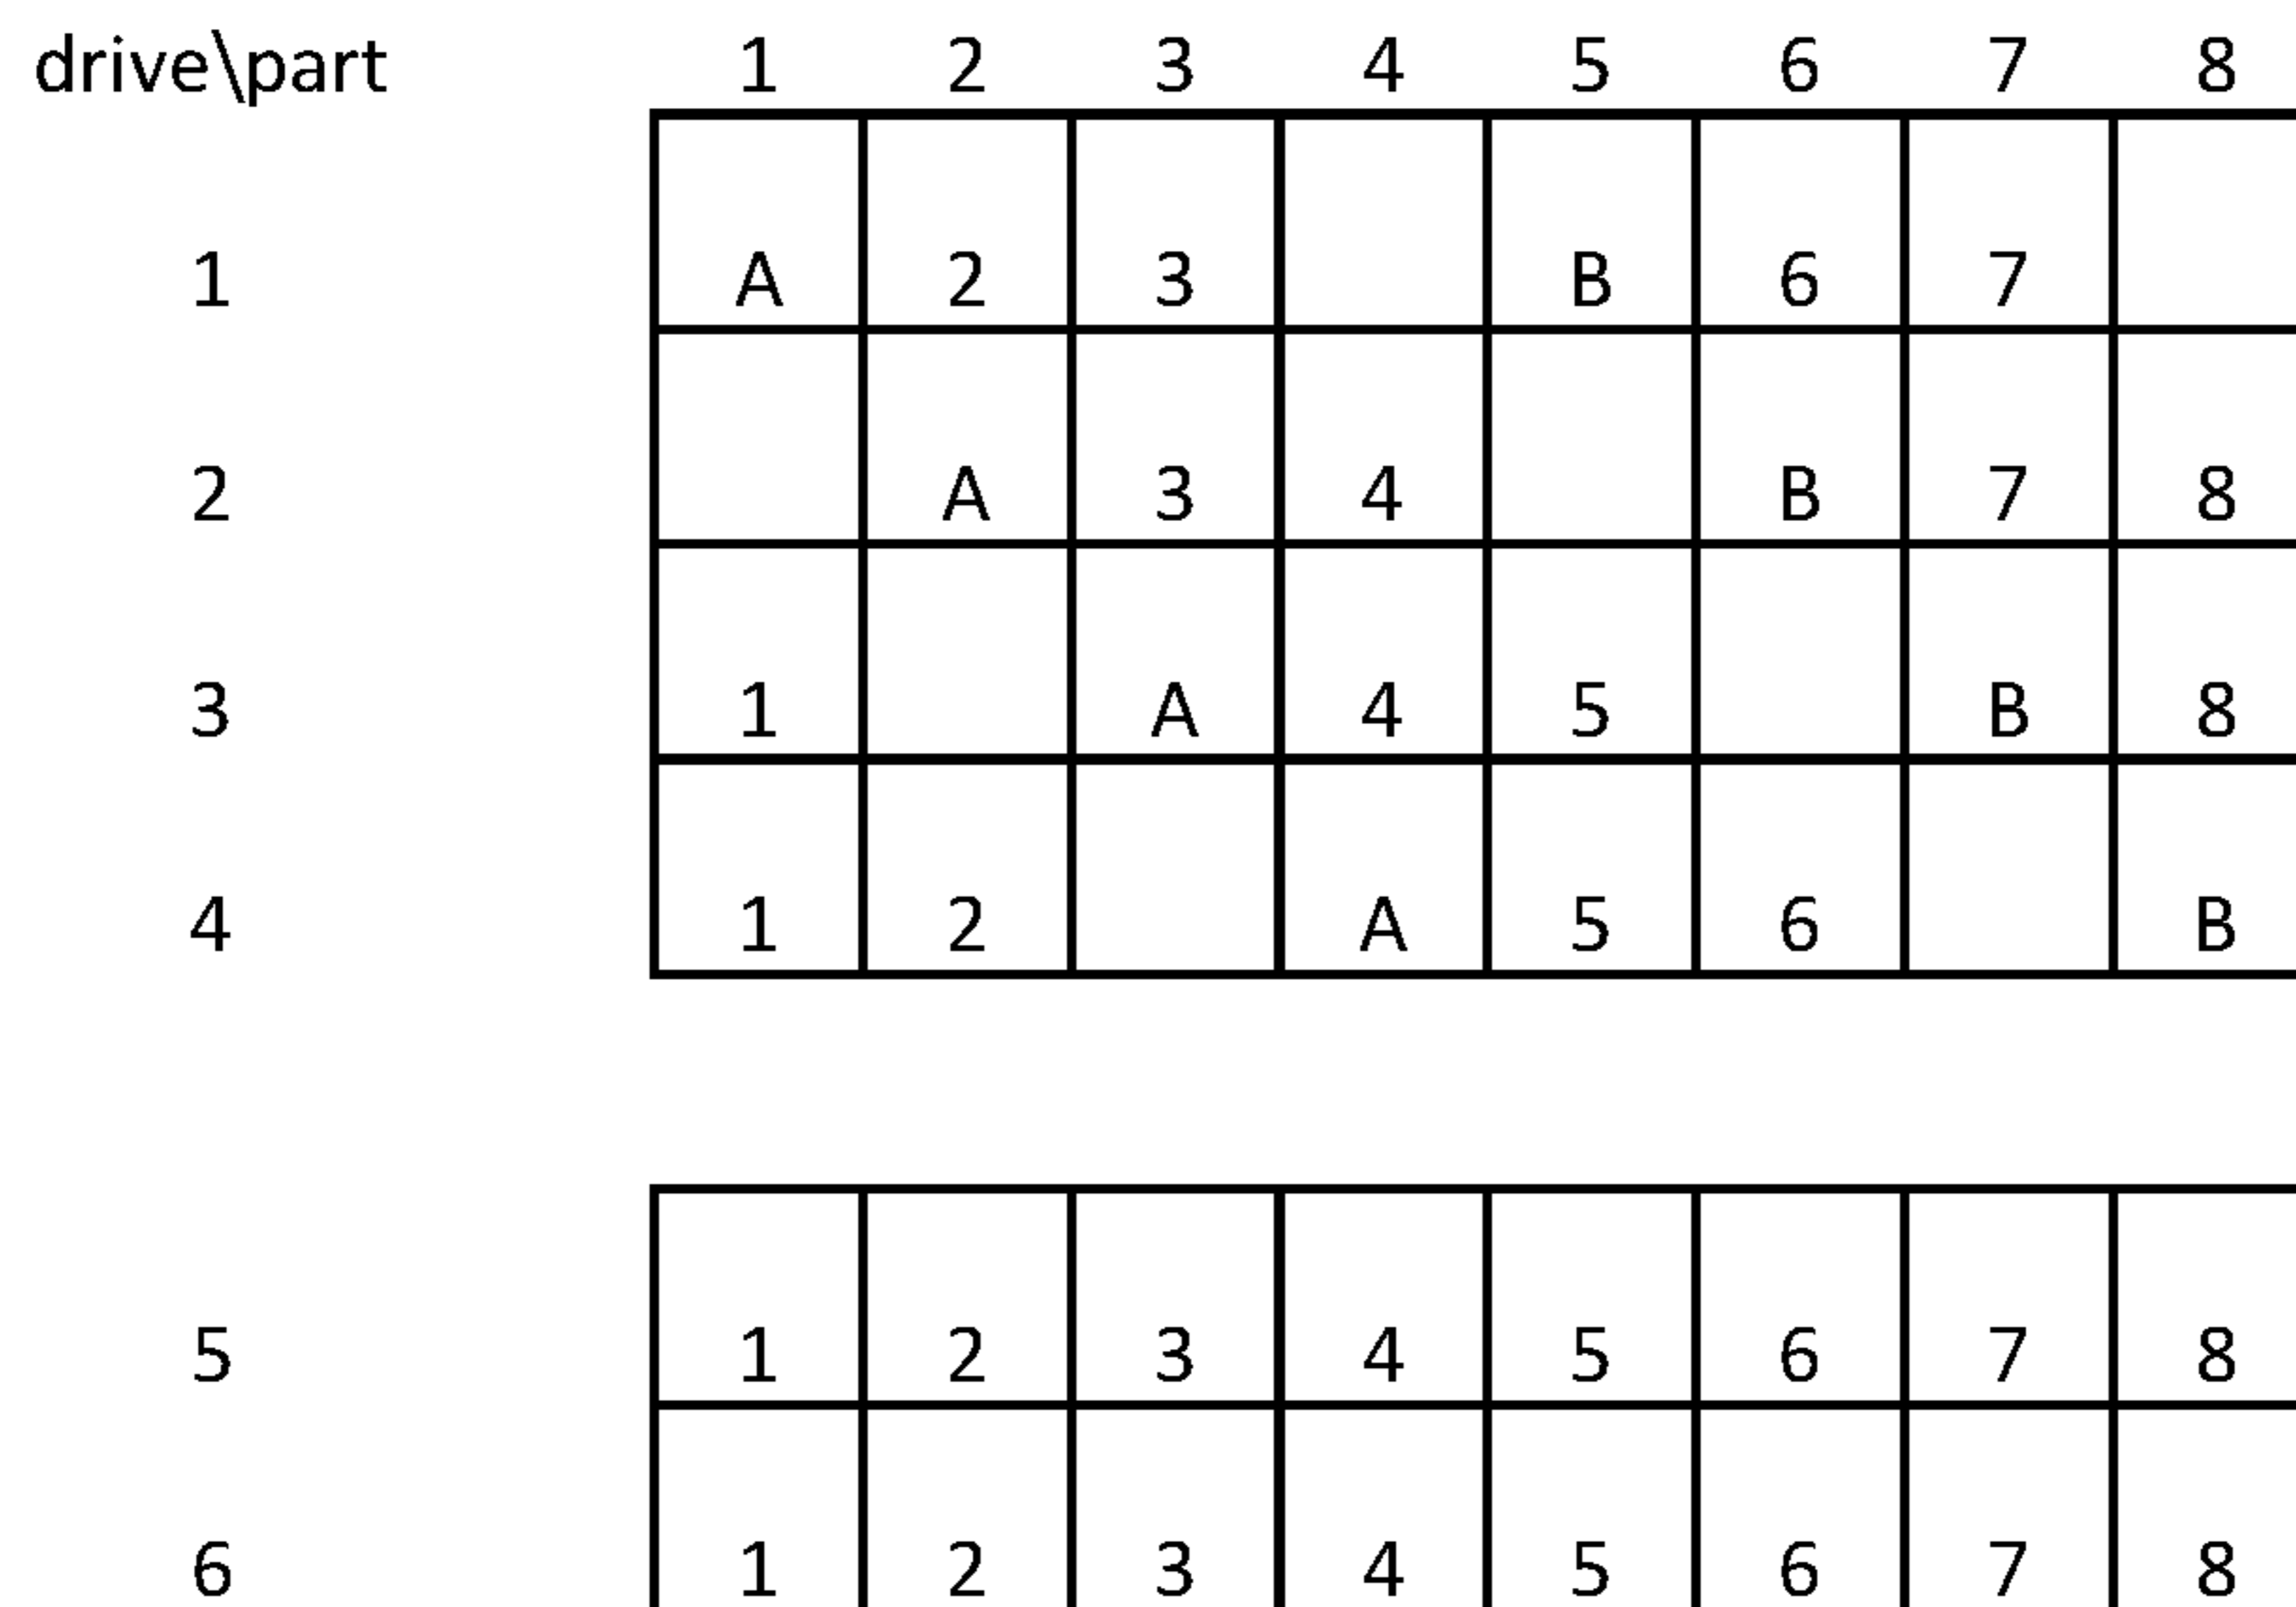 drive\part 1 2 3 4 5 6 7 8
1 A 2 3 B 6 7
2 A 3 4 B 7 8
3 1 A 4 5 B 8
4 1 2 A 5 6 B
5 1 2 3 4 5 6 7 8
6 1 2 3 4 5 6 7 8